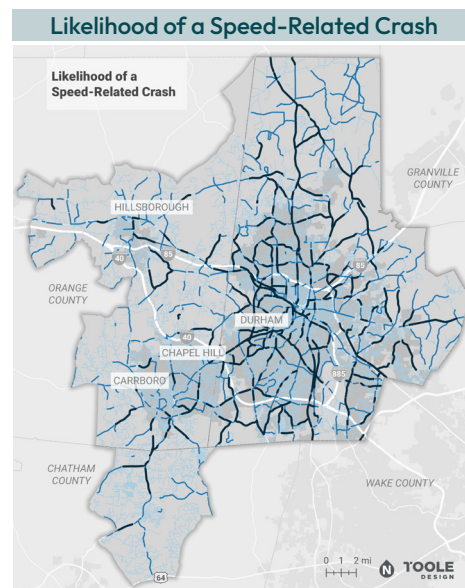 Likelihood of a Speed-Related Crash
Likelihood of a
Speed-Related Crash
GRANVILLE
COUNTY
HILLSBOROUGH
40
85
85
ORANGE
COUNTY
DURHAM
40
CHAPEL HILL
CARRBORO
885
CHATHAM
COUNTY
WAKE COUNTY
64
0 1 2 mi
N
TOOLE
DESIGN